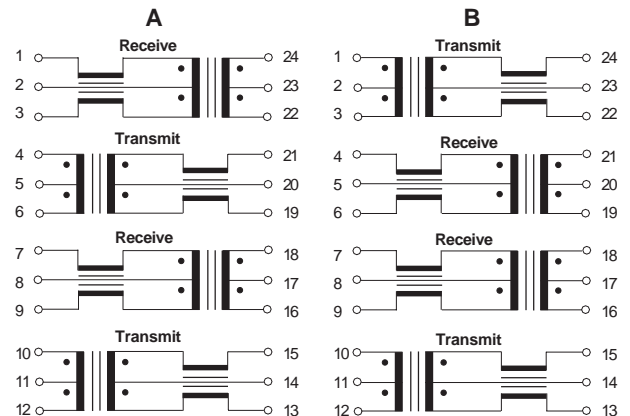 A B
Receive Transmit
1 24 1 24
2 23 2 23
3 22 3 22
Transmit Receive
4 21 4 21
5 20 5 20
6 19 6 19
Receive Receive
7 18 7 18
8 17 8 17
9 16 9 16
Transmit Transmit
10 15 10 15
11 14 11 14
12 13 12 13